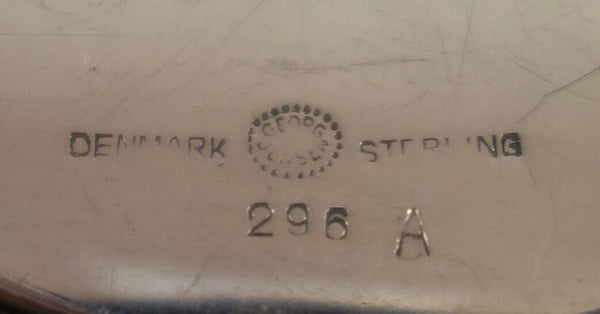 DENMARK GEORG JENSEN STERLING
296 A